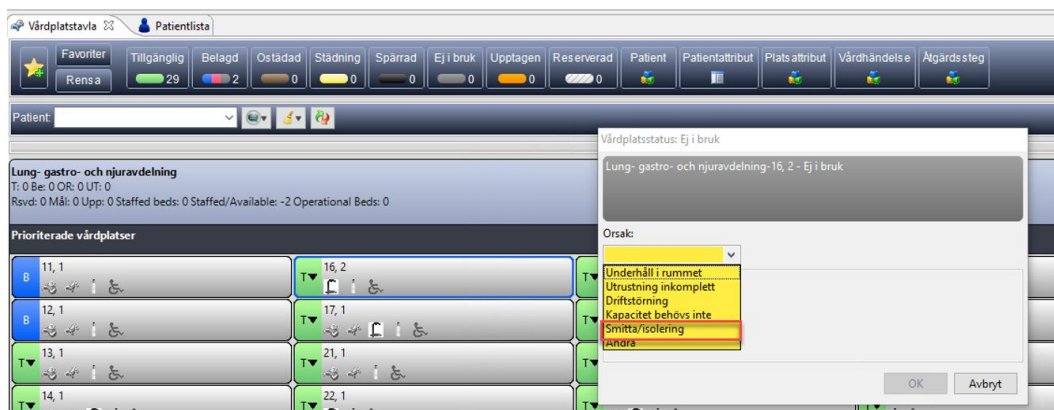 Vårdplatstavla
Patientlista
Favoriter
Rensa
Tillgänglig
29
Belagd
2
Ostädad
0
Städning
0
Spärrad
0
Ej i bruk
0
Upptagen
0
Reserverad
0
Patient
Patientattribut
Platsattribut
Vårdhändelse
Åtgärdssteg
Patient:
Lung- gastro- och njuravdelning
T: 0 Be: 0 OR: 0 UT: 0
Rsvd: 0 Mål: 0 Upp: 0 Staffed beds: 0 Staffed/Available: -2 Operational Beds: 0
Prioriterade vårdplatser
B 11, 1
T 16, 2
T
B 12, 1
T 17, 1
T
T 13, 1
T 21, 1
T
T 14, 1
T 22, 1
T
Vårdplatsstatus: Ej i bruk
Lung- gastro- och njuravdelning-16, 2 - Ej i bruk
Orsak:
Underhåll i rummet
Utrustning inkomplett
Driftstörning
Kapacitet behövs inte
Smitta/isolering
Andra
OK
Avbryt